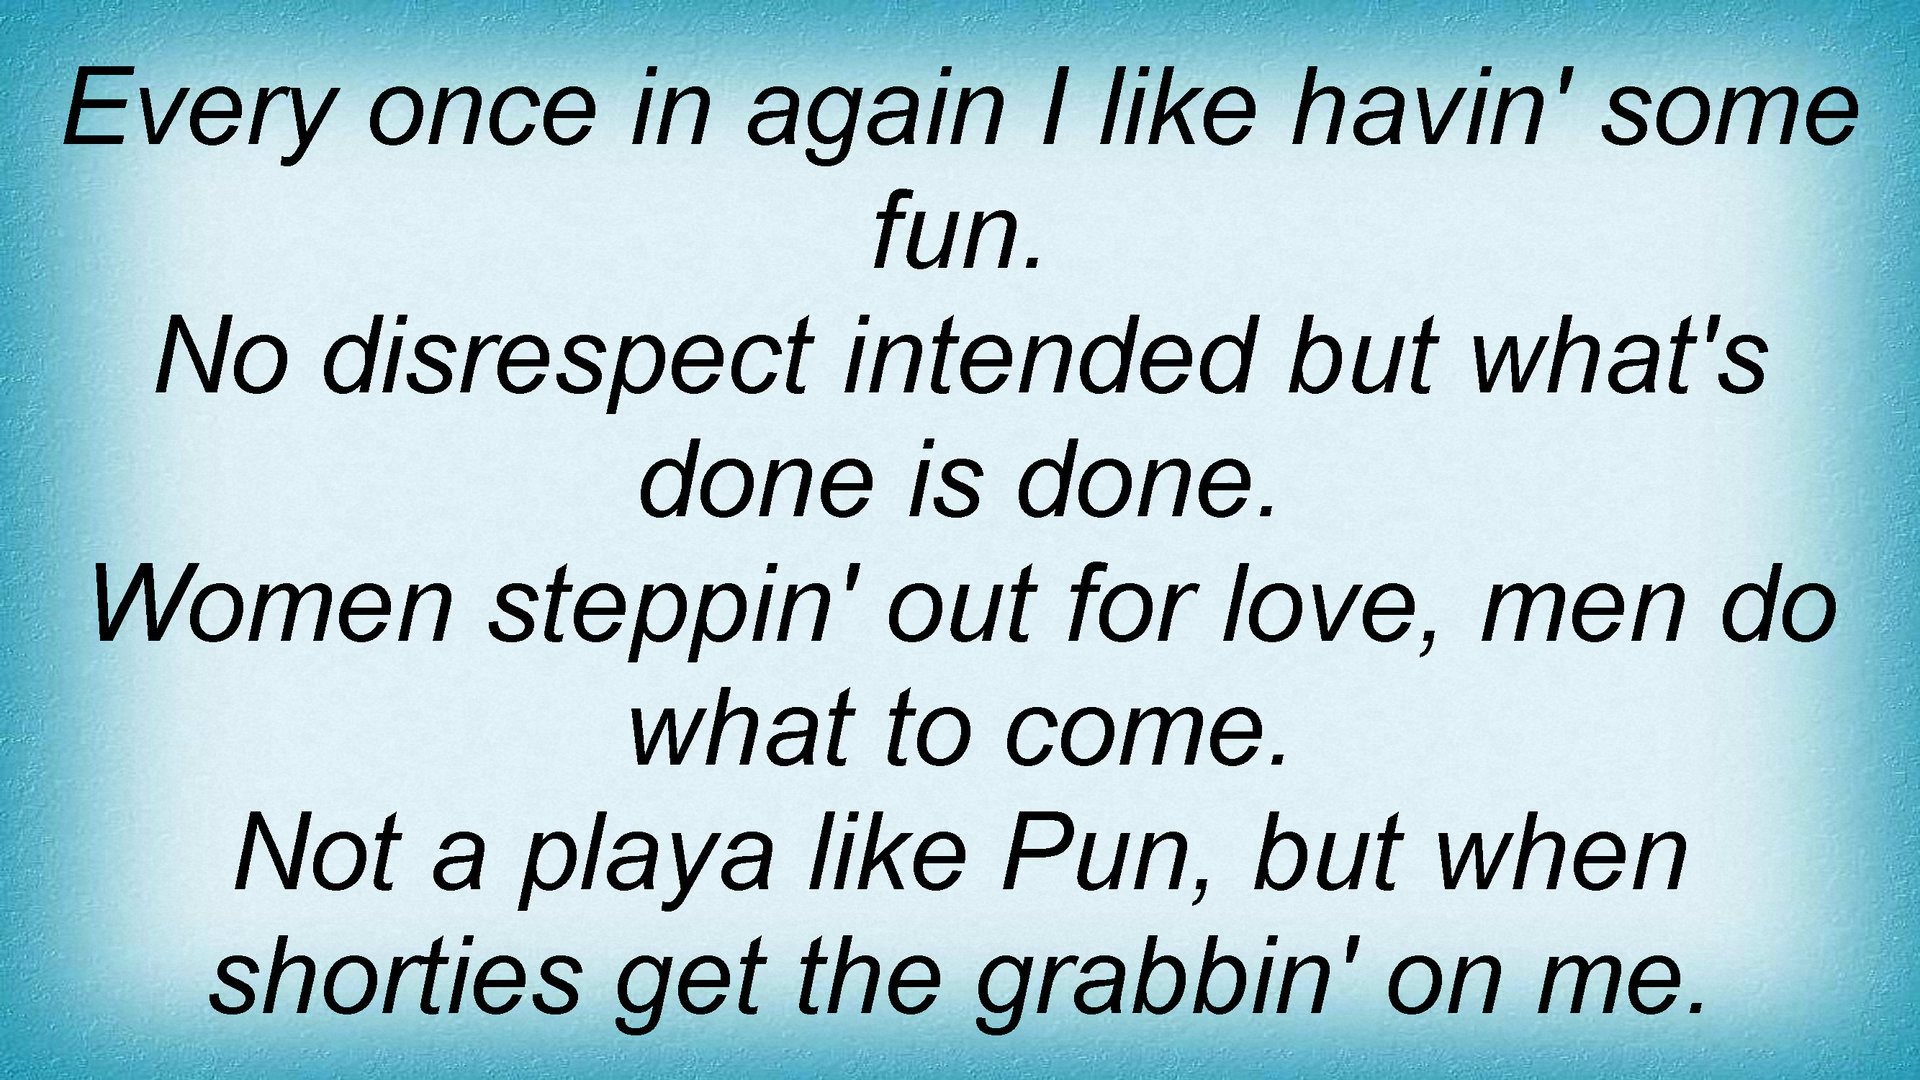 Every once in again I like havin' some
fun.
No disrespect intended but what's
done is done.
Women steppin' out for love, men do
what to come.
Not a playa like Pun, but when
shorties get the grabbin' on me.